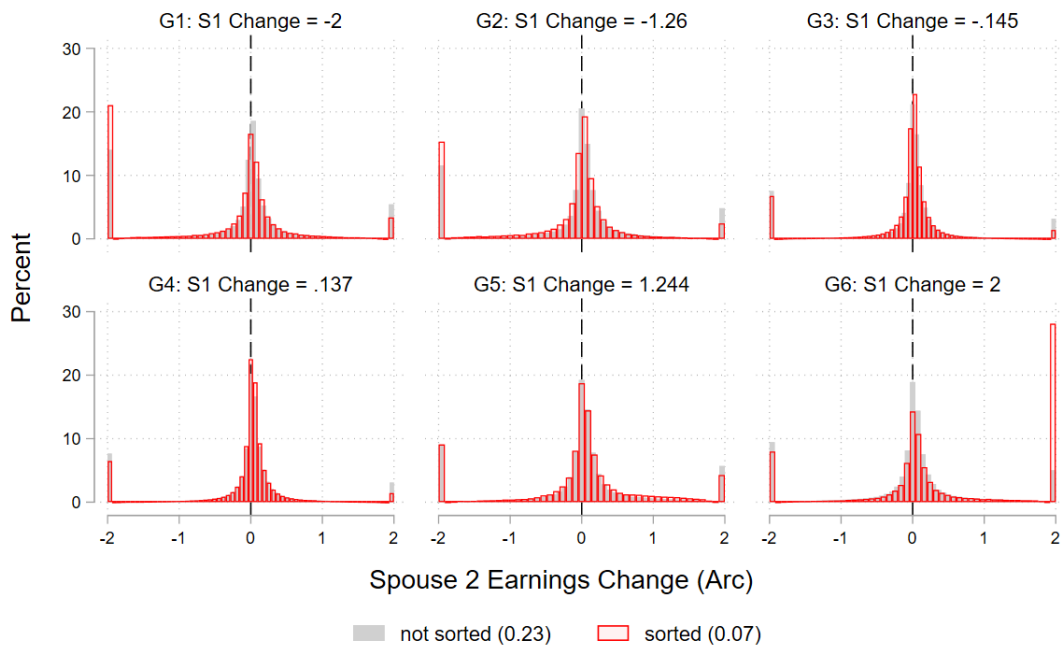 G1: S1 Change = -2
G2: S1 Change = -1.26
G3: S1 Change = -.145
30
20
10
0
G4: S1 Change = .137
G5: S1 Change = 1.244
G6: S1 Change = 2
30
20
10
0
Percent
-2 -1 0 1 2
-2 -1 0 1 2
-2 -1 0 1 2
Spouse 2 Earnings Change (Arc)
not sorted (0.23) sorted (0.07)